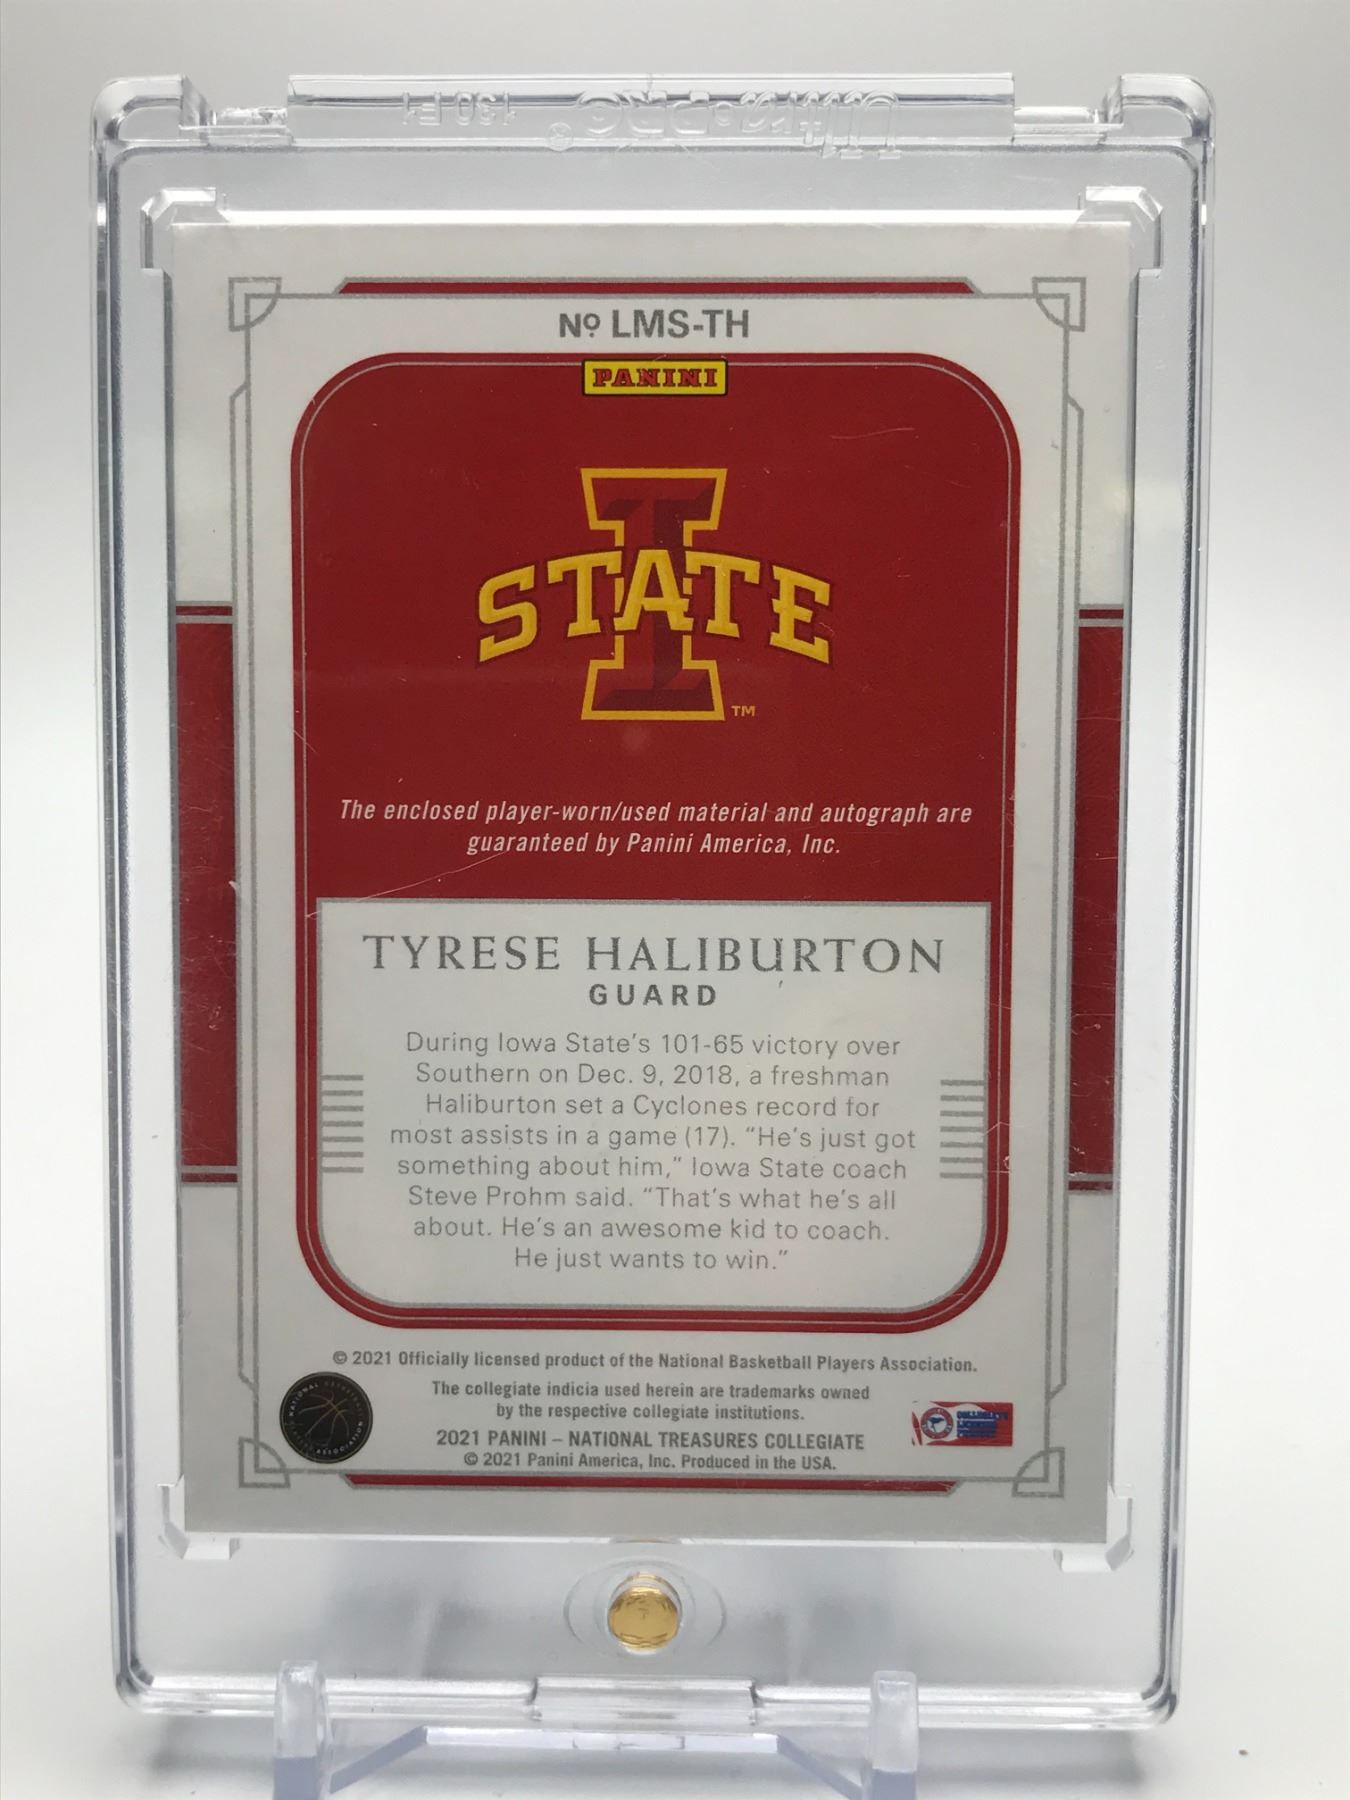 Nº LMS-TH
PANINI
I
STATE
TM
The enclosed player-worn/used material and autograph are
guaranteed by Panini America, Inc.
TYRESE HALIBURTON
GUARD
During Iowa State's 101-65 victory over
Southern on Dec. 9, 2018, a freshman
Haliburton set a Cyclones record for
most assists in a game (17). “He's just got
something about him,” Iowa State coach
Steve Prohm said. “That's what he's all
about. He's an awesome kid to coach.
He just wants to win.”
© 2021 Officially licensed product of the National Basketball Players Association.
The collegiate indicia used herein are trademarks owned
by the respective collegiate institutions.
2021 PANINI – NATIONAL TREASURES COLLEGIATE
© 2021 Panini America, Inc. Produced in the USA.